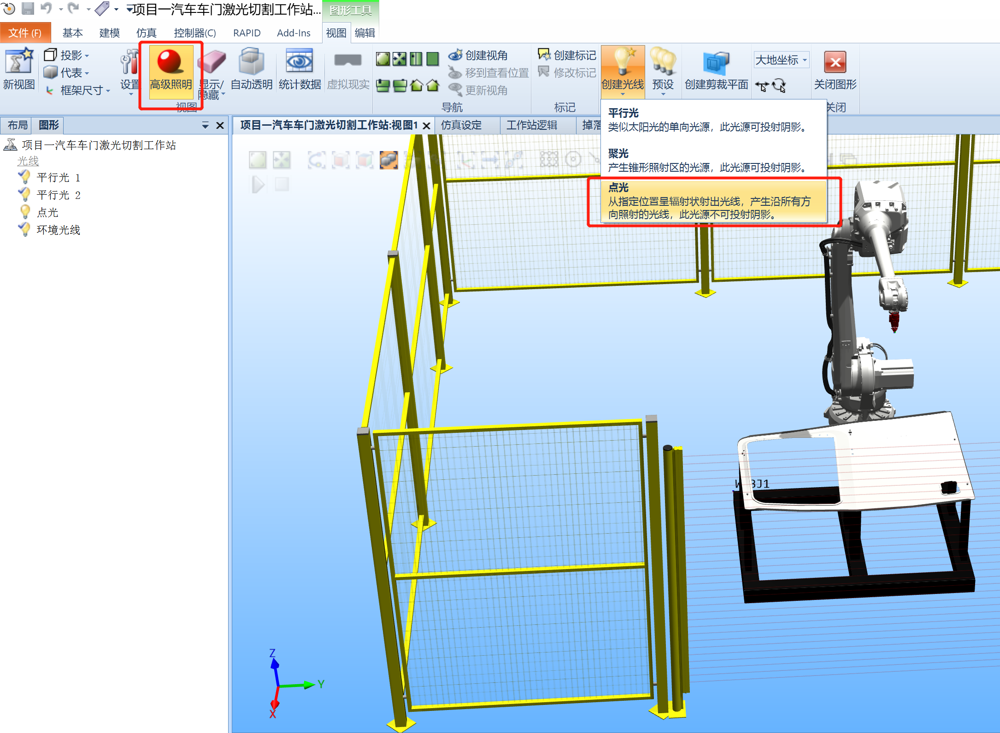 项目一汽车车门激光切割工作站...
图形工具
文件 (F)
基本
建模
仿真
控制器(C)
RAPID
Add-Ins
视图
编辑
新视图
投影
代表
框架尺寸
设置
高级照明
显示/
隐藏
自动透明
统计数据
虚拟现实
视图
创建视角
移到查看位置
更新视角
导航
创建标记
修改标记
标记
创建光线
预设
创建剪裁平面
大地坐标
关闭图形
关闭
平行光
类似太阳光的单向光源，此光源可投射阴影。
聚光
产生锥形照射区的光源，此光源可投射阴影。
点光
从指定位置呈辐射状射出光线，产生沿所有方
向照射的光线，此光源不可投射阴影。
布局
图形
项目一汽车车门激光切割工作站
光线
平行光 1
平行光 2
点光
环境光线
项目一汽车车门激光切割工作站:视图1
仿真设定
工作站逻辑
掉落
Z
Y
X